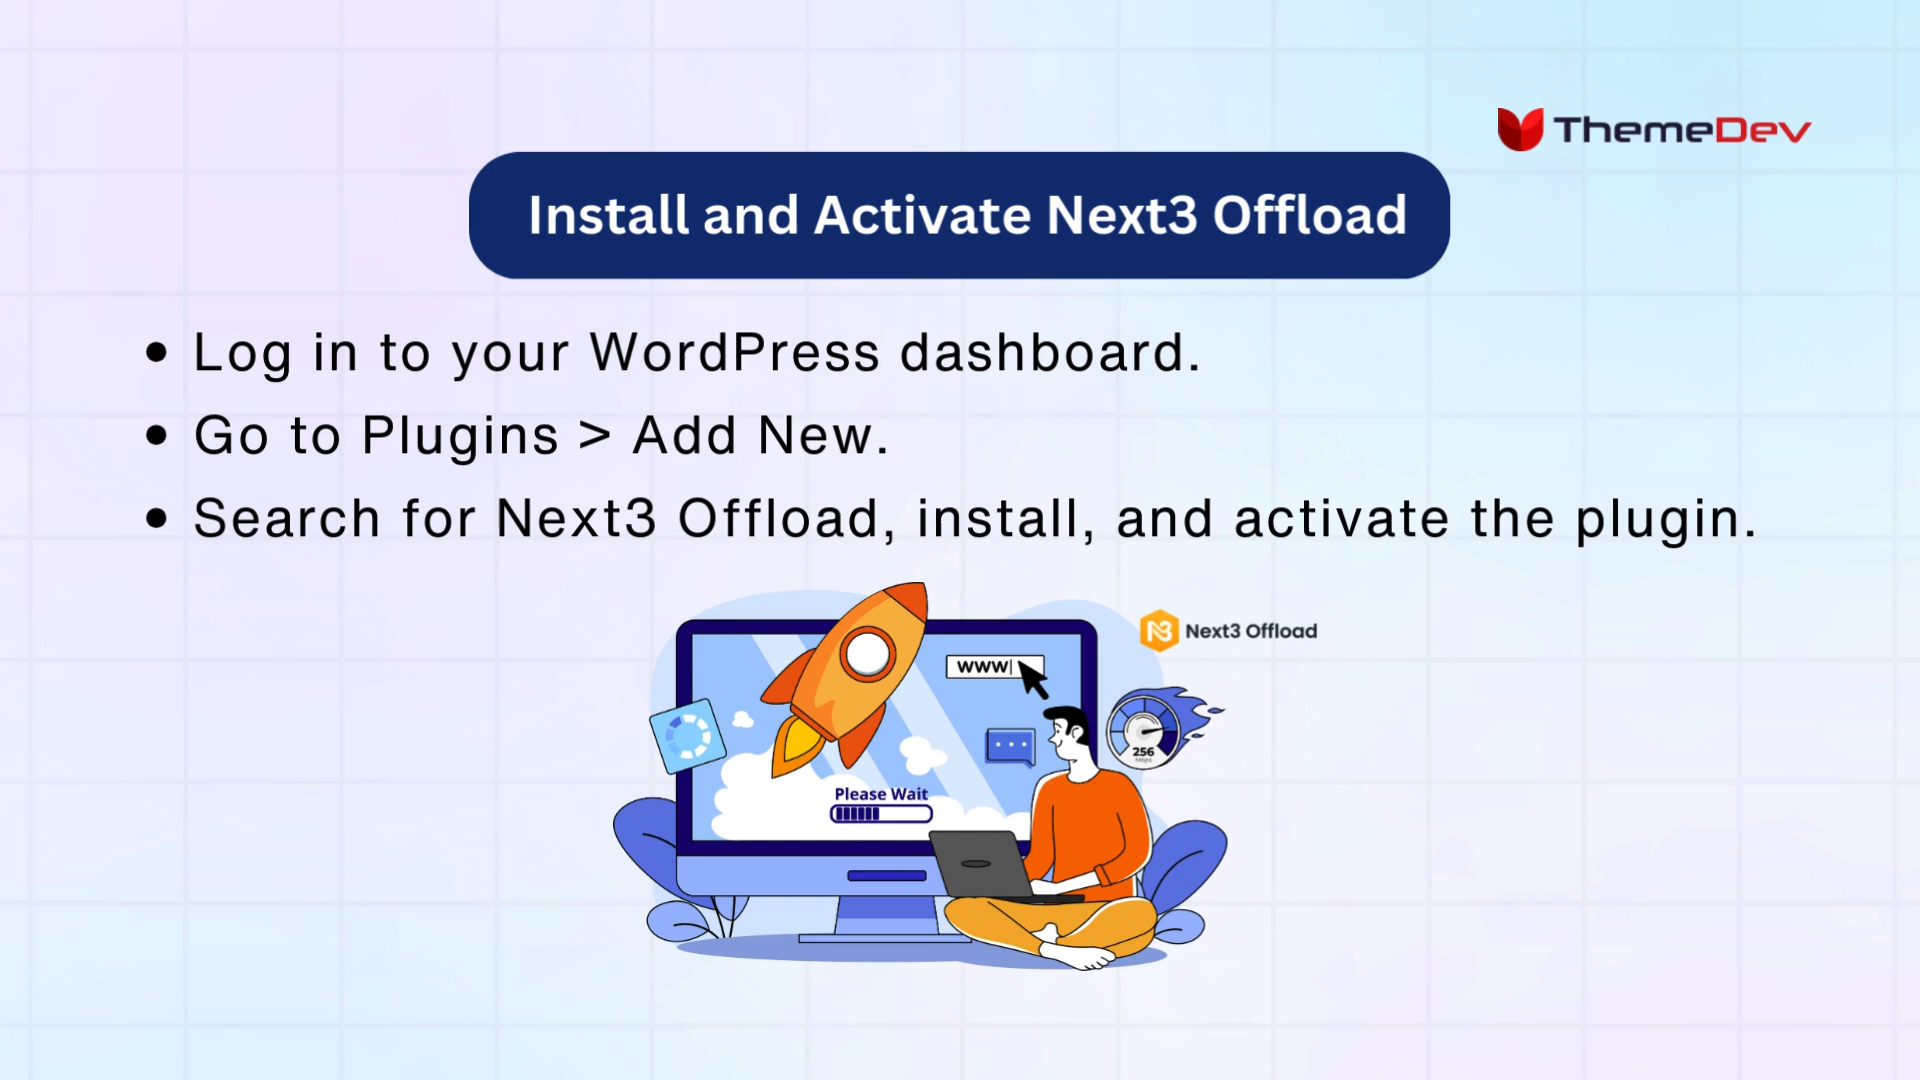 ThemeDev
Install and Activate Next3 Offload
• Log in to your WordPress dashboard.
• Go to Plugins > Add New.
• Search for Next3 Offload, install, and activate the plugin.
Next3 Offload
www
256
Mbps
Please Wait